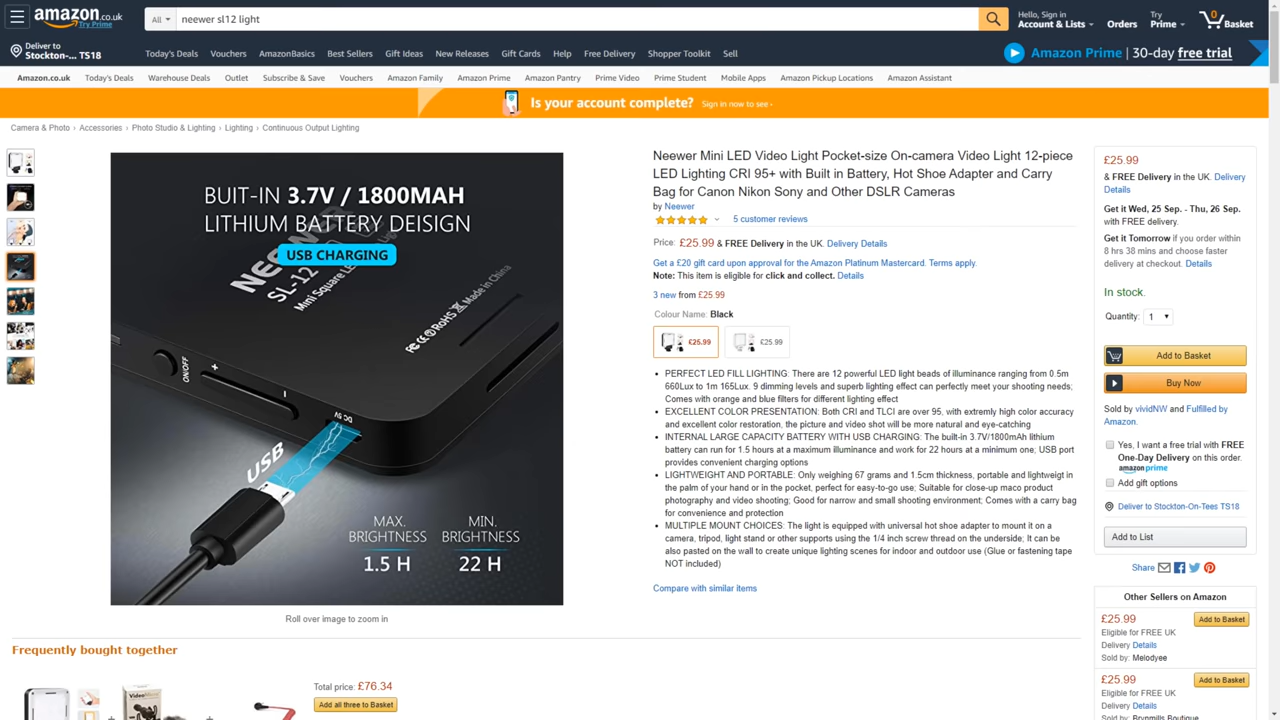 amazon.co.uk
Try Prime
All
neewer sl12 light
Hello, Sign in
Account & Lists
Orders
Try
Prime
0
Basket
Deliver to
Stockton-... TS18
Today's Deals
Vouchers
AmazonBasics
Best Sellers
Gift Ideas
New Releases
Gift Cards
Help
Free Delivery
Shopper Toolkit
Sell
Amazon Prime | 30-day free trial
Amazon.co.uk
Today's Deals
Warehouse Deals
Outlet
Subscribe & Save
Vouchers
Amazon Family
Amazon Prime
Amazon Pantry
Prime Video
Prime Student
Mobile Apps
Amazon Pickup Locations
Amazon Assistant
Is your account complete? Sign in now to see ›
Camera & Photo › Accessories › Photo Studio & Lighting › Lighting › Continuous Output Lighting
BUIT-IN 3.7V / 1800MAH
LITHIUM BATTERY DEISIGN
USB CHARGING
NEEWER
SL-12
Mini Square LE
Made in China
ON/OFF
+
-
DC 5V
USB
MAX.
BRIGHTNESS
1.5 H
MIN.
BRIGHTNESS
22 H
Roll over image to zoom in
Neewer Mini LED Video Light Pocket-size On-camera Video Light 12-piece
LED Lighting CRI 95+ with Built in Battery, Hot Shoe Adapter and Carry
Bag for Canon Nikon Sony and Other DSLR Cameras
by Neewer
5 customer reviews
Price: £25.99 & FREE Delivery in the UK. Delivery Details
Get a £20 gift card upon approval for the Amazon Platinum Mastercard. Terms apply.
Note: This item is eligible for click and collect. Details
3 new from £25.99
Colour Name: Black
£25.99
£25.99
• PERFECT LED FILL LIGHTING: There are 12 powerful LED light beads of illuminance ranging from 0.5m
660Lux to 1m 165Lux. 9 dimming levels and superb lighting effect can perfectly meet your shooting needs;
Comes with orange and blue filters for different lighting effect
• EXCELLENT COLOR PRESENTATION: Both CRI and TLCI are over 95, with extremly high color accuracy
and excellent color restoration, the picture and video shot will be more natural and eye-catching
• INTERNAL LARGE CAPACITY BATTERY WITH USB CHARGING: The built-in 3.7V/1800mAh lithium
battery can run for 1.5 hours at a maximum illuminance and work for 22 hours at a minimum one; USB port
provides convenient charging options
• LIGHTWEIGHT AND PORTABLE: Only weighing 67 grams and 1.5cm thickness, portable and lightweigt in
the palm of your hand or in the pocket, perfect for easy-to-go use; Suitable for close-up maco product
photography and video shooting; Good for narrow and small shooting environment; Comes with a carry bag
for convenience and protection
• MULTIPLE MOUNT CHOICES: The light is equipped with universal hot shoe adapter to mount it on a
camera, tripod, light stand or other supports using the 1/4 inch screw thread on the underside; It can be
also pasted on the wall to create unique lighting scenes for indoor and outdoor use (Glue or fastening tape
NOT included)
Compare with similar items
£25.99
& FREE Delivery in the UK. Delivery
Details
Get it Wed, 25 Sep. - Thu, 26 Sep.
with FREE delivery.
Get it Tomorrow if you order within
8 hrs 38 mins and choose faster
delivery at checkout. Details
In stock.
Quantity: 1
Add to Basket
Buy Now
Sold by vividNW and Fulfilled by
Amazon.
Yes, I want a free trial with FREE
One-Day Delivery on this order.
amazon prime
Add gift options
Deliver to Stockton-On-Tees TS18
Add to List
Share
Other Sellers on Amazon
£25.99
Add to Basket
Eligible for FREE UK
Delivery Details
Sold by: Melodyee
£25.99
Add to Basket
Eligible for FREE UK
Delivery Details
Sold by: Brynmills Boutique
Frequently bought together
Total price: £76.34
Add all three to Basket